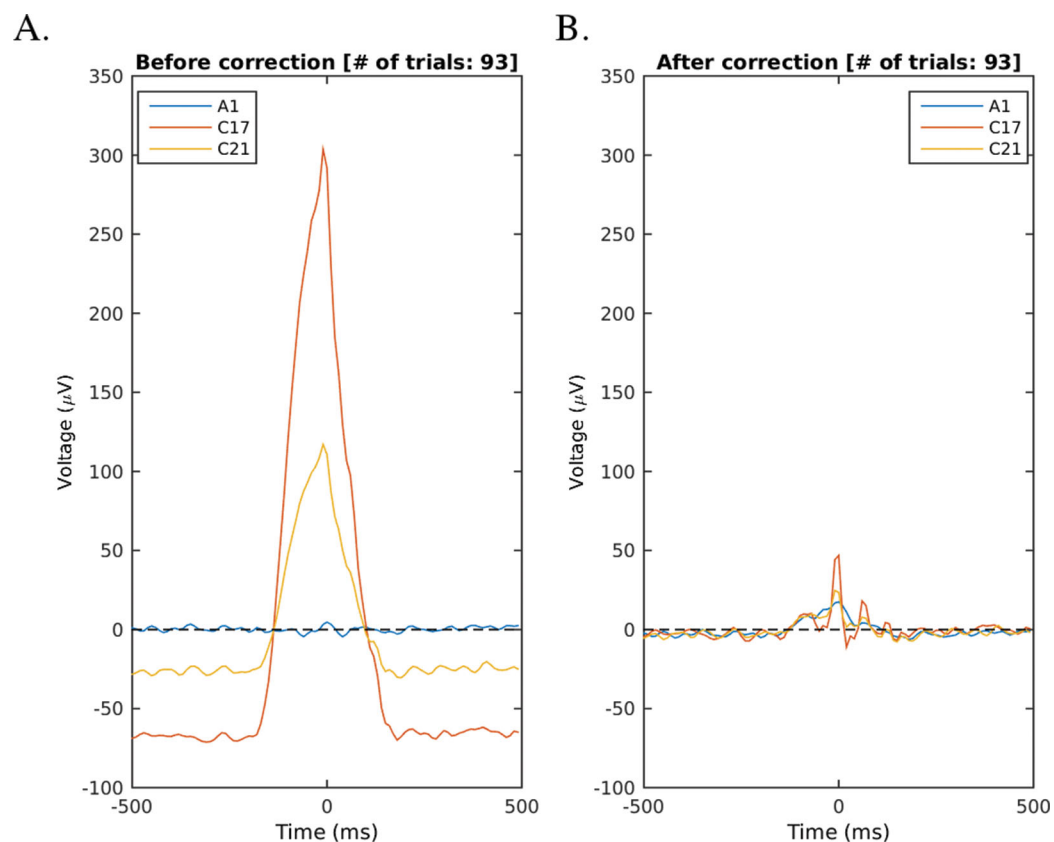 A.
Before correction [# of trials: 93]
350
300
250
200
150
100
50
0
-50
-100
Voltage (μV)
A1
C17
C21
-500
0
500
Time (ms)
B.
After correction [# of trials: 93]
350
300
250
200
150
100
50
0
-50
-100
Voltage (μV)
A1
C17
C21
-500
0
500
Time (ms)